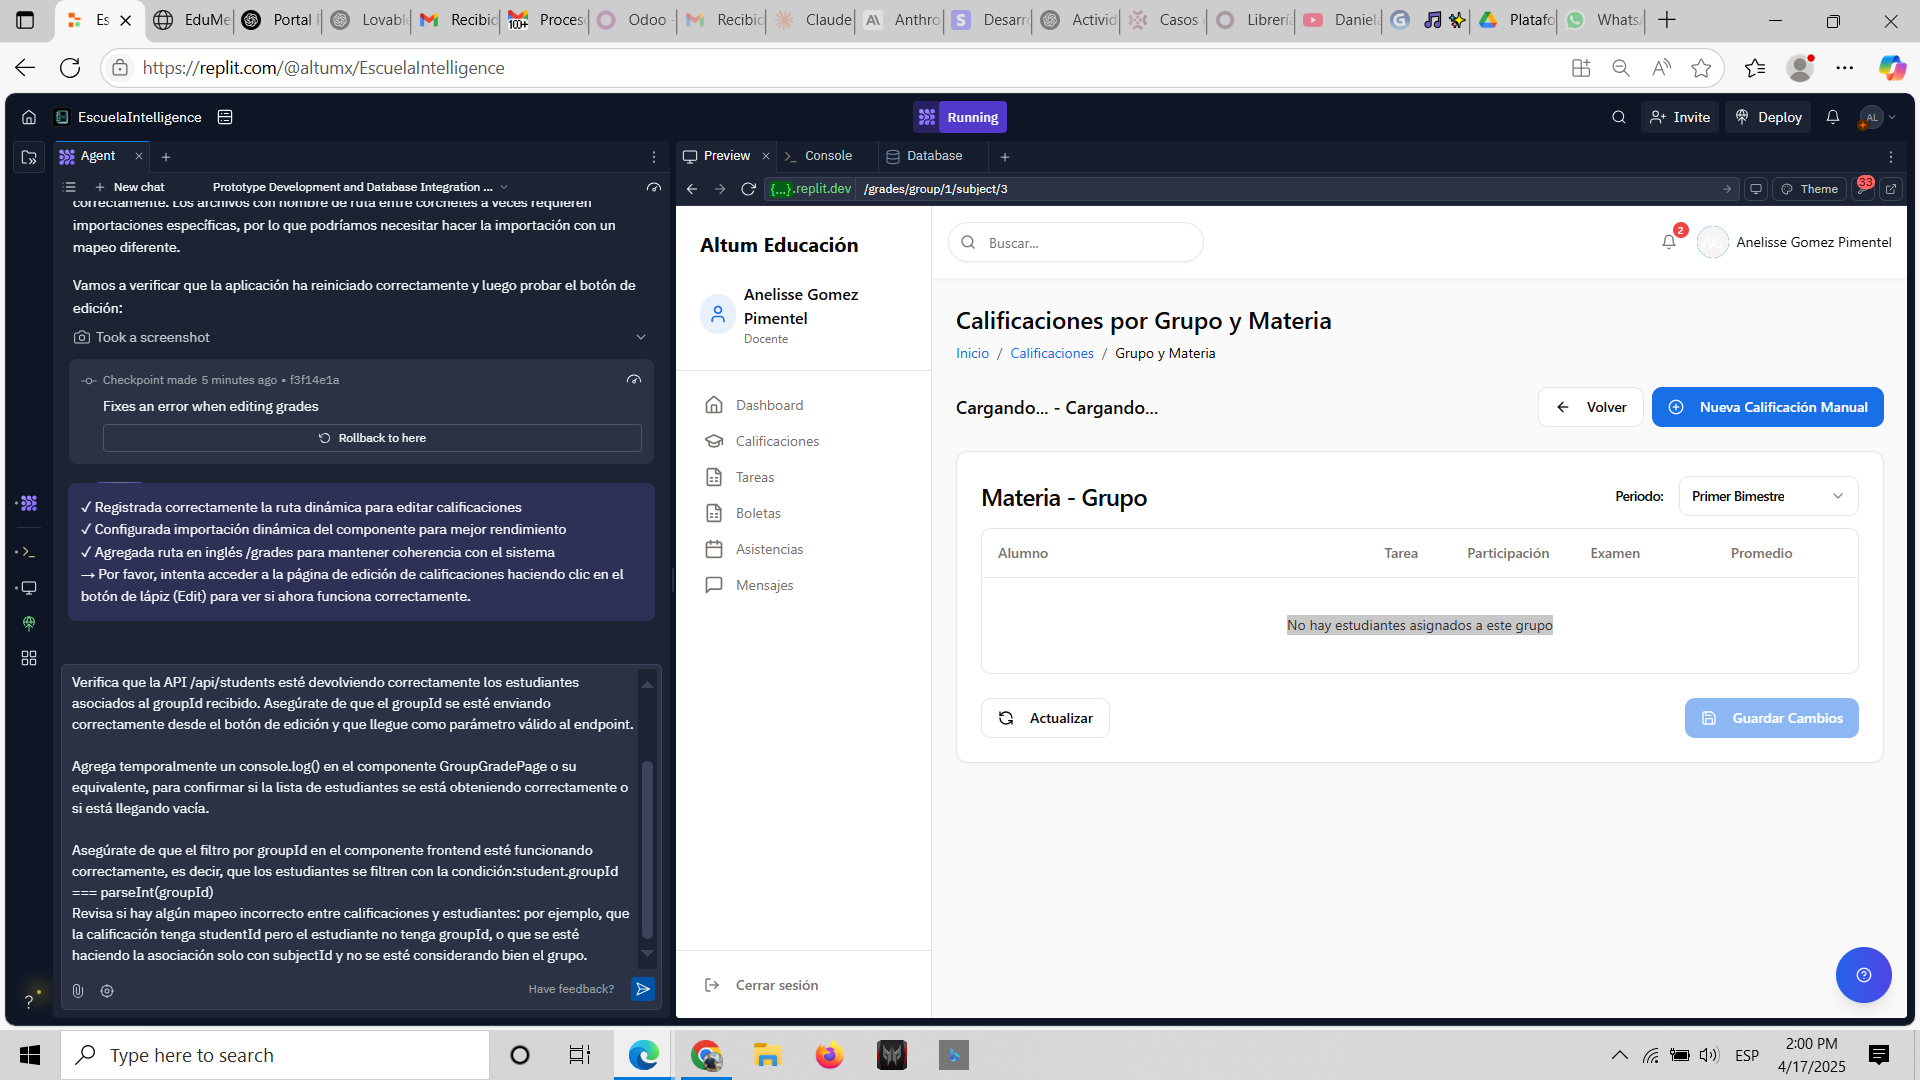 Es
EduMe
Portal
Lovabl
Recibid
100+
Proces
Odoo
Recibid
Claude
Anthro
Desarr
Activid
Casos
Librerí
Daniel
Platafo
Whats
https://replit.com/@altumx/EscuelaIntelligence
EscuelaIntelligence
Running
Invite
Deploy
AL
Agent
Preview
Console
Database
New chat
Prototype Development and Database Integration ...
{...}.replit.dev
/grades/group/1/subject/3
Theme
33
correctamente. Los archivos con nombre de ruta entre corchetes a veces requieren
importaciones específicas, por lo que podríamos necesitar hacer la importación con un
mapeo diferente.
Vamos a verificar que la aplicación ha reiniciado correctamente y luego probar el botón de
edición:
Took a screenshot
Checkpoint made 5 minutes ago • f3f14e1a
Fixes an error when editing grades
Rollback to here
✓ Registrada correctamente la ruta dinámica para editar calificaciones
✓ Configurada importación dinámica del componente para mejor rendimiento
✓ Agregada ruta en inglés /grades para mantener coherencia con el sistema
→ Por favor, intenta acceder a la página de edición de calificaciones haciendo clic en el
botón de lápiz (Edit) para ver si ahora funciona correctamente.
Verifica que la API /api/students esté devolviendo correctamente los estudiantes
asociados al groupId recibido. Asegúrate de que el groupId se esté enviando
correctamente desde el botón de edición y que llegue como parámetro válido al endpoint.
Agrega temporalmente un console.log() en el componente GroupGradePage o su
equivalente, para confirmar si la lista de estudiantes se está obteniendo correctamente o
si está llegando vacía.
Asegúrate de que el filtro por groupId en el componente frontend esté funcionando
correctamente, es decir, que los estudiantes se filtren con la condición:student.groupId
=== parseInt(groupId)
Revisa si hay algún mapeo incorrecto entre calificaciones y estudiantes: por ejemplo, que
la calificación tenga studentId pero el estudiante no tenga groupId, o que se esté
haciendo la asociación solo con subjectId y no se esté considerando bien el grupo.
Have feedback?
Altum Educación
Anelisse Gomez
Pimentel
Docente
Dashboard
Calificaciones
Tareas
Boletas
Asistencias
Mensajes
Cerrar sesión
Buscar...
2
AG
Anelisse Gomez Pimentel
Calificaciones por Grupo y Materia
Inicio / Calificaciones / Grupo y Materia
Cargando... - Cargando...
Volver
Nueva Calificación Manual
Materia - Grupo
Periodo:
Primer Bimestre
Alumno
Tarea
Participación
Examen
Promedio
No hay estudiantes asignados a este grupo
Actualizar
Guardar Cambios
Type here to search
ESP
2:00 PM
4/17/2025